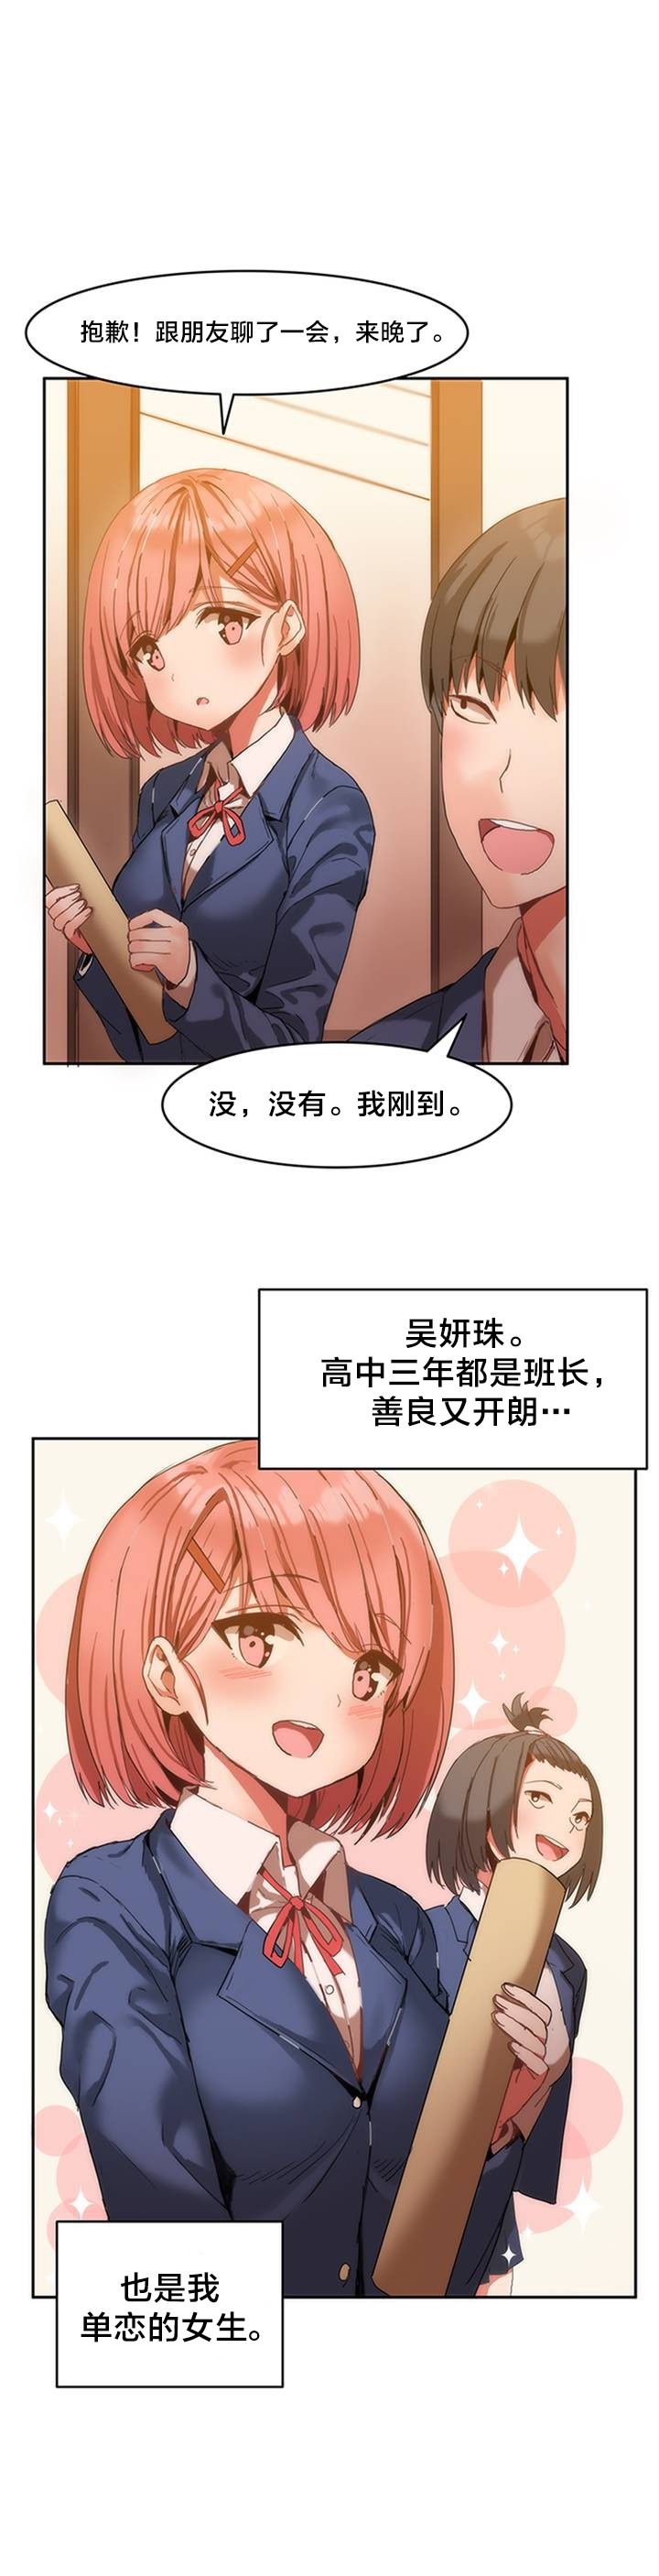 抱歉！跟朋友聊了一会，来晚了。
没，没有。我刚到。
吴妍珠。
高中三年都是班长，
善良又开朗…
也是我
单恋的女生。